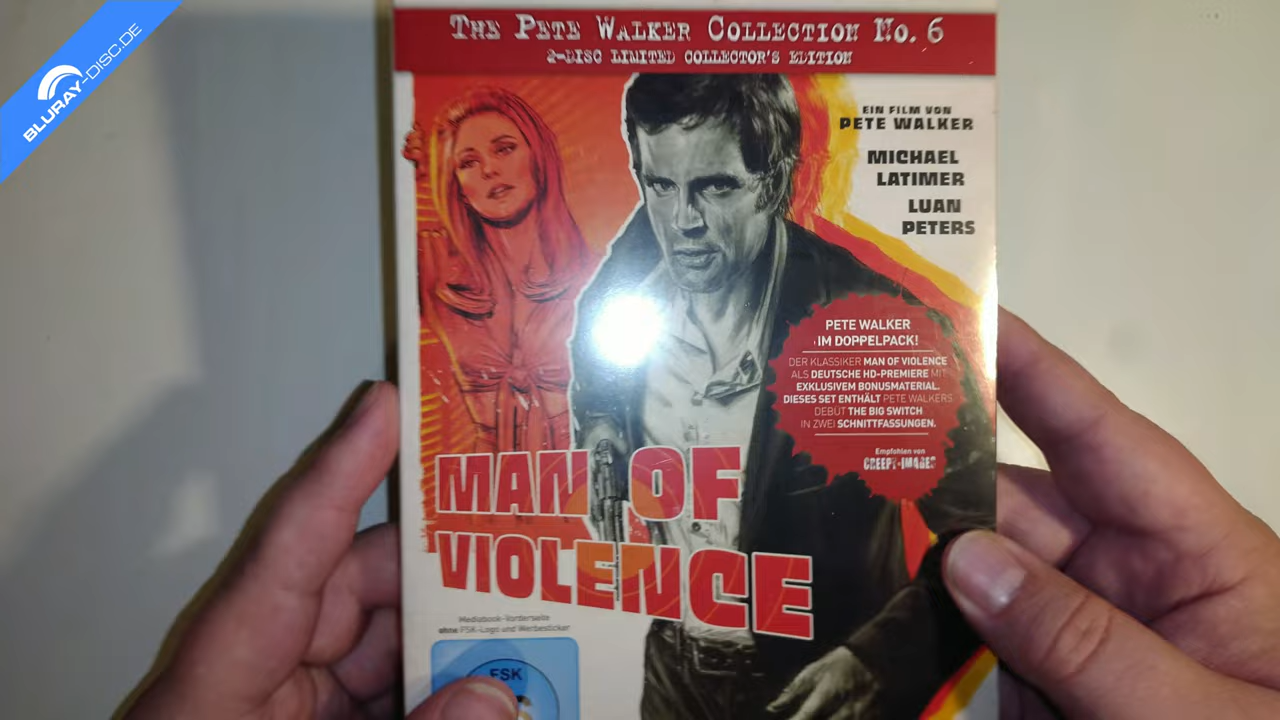 BLURAY-DISC.DE
THE PETE WALKER COLLECTION NO. 6
2-DISC LIMITED COLLECTOR'S EDITION
EIN FILM VON
PETE WALKER
MICHAEL
LATIMER
LUAN
PETERS
PETE WALKER
IM DOPPELPACK!
DER KLASSIKER MAN OF VIOLENCE
ALS DEUTSCHE HD-PREMIERE MIT
EXKLUSIVEM BONUSMATERIAL.
DIESES SET ENTHÄLT PETE WALKERS
DEBÜT THE BIG SWITCH
IN ZWEI SCHNITTFASSUNGEN.
Empfohlen von
CREEPY-IMAGES
MAN OF
VIOLENCE
Mediabook-Vorderseite
ohne FSK-Logo und Werbesticker
FSK